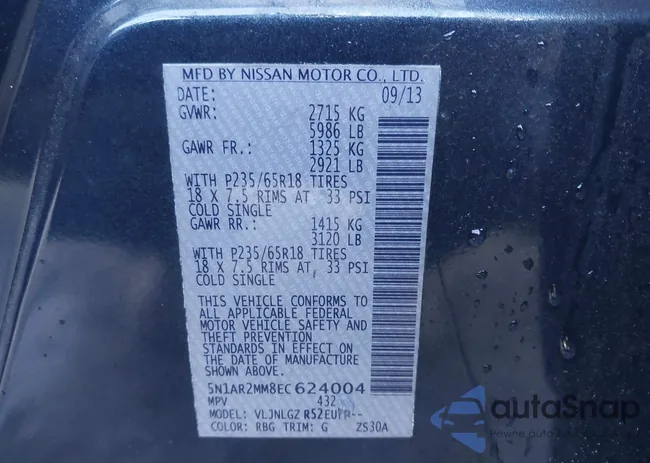 MFD BY NISSAN MOTOR CO., LTD.
DATE: 09/13
GVWR: 2715 KG
5986 LB
GAWR FR.: 1325 KG
2921 LB
WITH P235/65R18 TIRES
18 X 7.5 RIMS AT 33 PSI
COLD SINGLE
GAWR RR.: 1415 KG
3120 LB
WITH P235/65R18 TIRES
18 X 7.5 RIMS AT 33 PSI
COLD SINGLE
THIS VEHICLE CONFORMS TO
ALL APPLICABLE FEDERAL
MOTOR VEHICLE SAFETY AND
THEFT PREVENTION
STANDARDS IN EFFECT ON
THE DATE OF MANUFACTURE
SHOWN ABOVE.
5N1AR2MM8EC624004
MPV 432
MODEL: VLJNLGZ R52EUPR--
COLOR: RBG TRIM: G ZS30A
autoSnap
Pewne auto